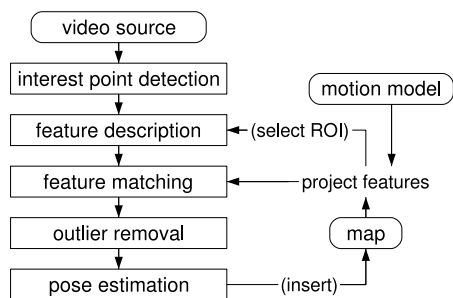 video source
interest point detection
motion model
feature description
(select ROI)
feature matching
project features
outlier removal
map
pose estimation
(insert)